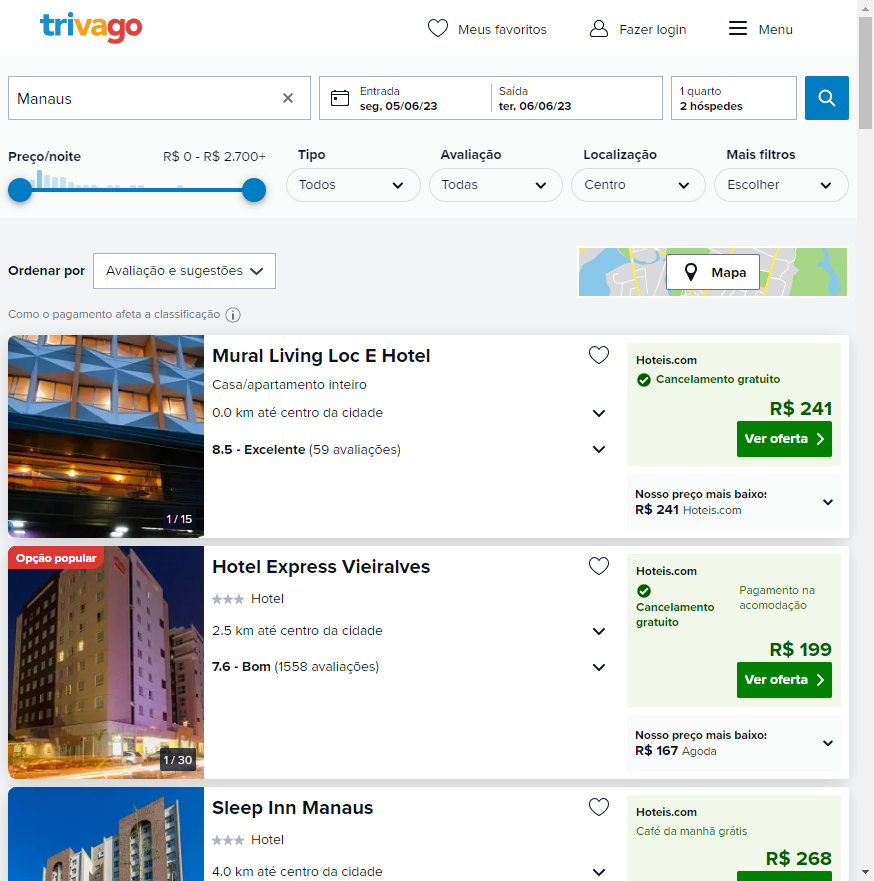 trivago
Meus favoritos
Fazer login
Menu
Manaus
Entrada
seg, 05/06/23
Saída
ter, 06/06/23
1 quarto
2 hóspedes
Preço/noite
R$ 0 - R$ 2.700+
Tipo
Todos
Avaliação
Todas
Localização
Centro
Mais filtros
Escolher
Ordenar por
Avaliação e sugestões
Mapa
Como o pagamento afeta a classificação
Mural Living Loc E Hotel
Casa/apartamento inteiro
0.0 km até centro da cidade
8.5 - Excelente (59 avaliações)
1 / 15
Hoteis.com
Cancelamento gratuito
R$ 241
Ver oferta
Nosso preço mais baixo:
R$ 241 Hoteis.com
Opção popular
Hotel Express Vieiralves
Hotel
2.5 km até centro da cidade
7.6 - Bom (1558 avaliações)
1 / 30
Hoteis.com
Cancelamento
gratuito
Pagamento na
acomodação
R$ 199
Ver oferta
Nosso preço mais baixo:
R$ 167 Agoda
Sleep Inn Manaus
Hotel
4.0 km até centro da cidade
Hoteis.com
Café da manhã grátis
R$ 268